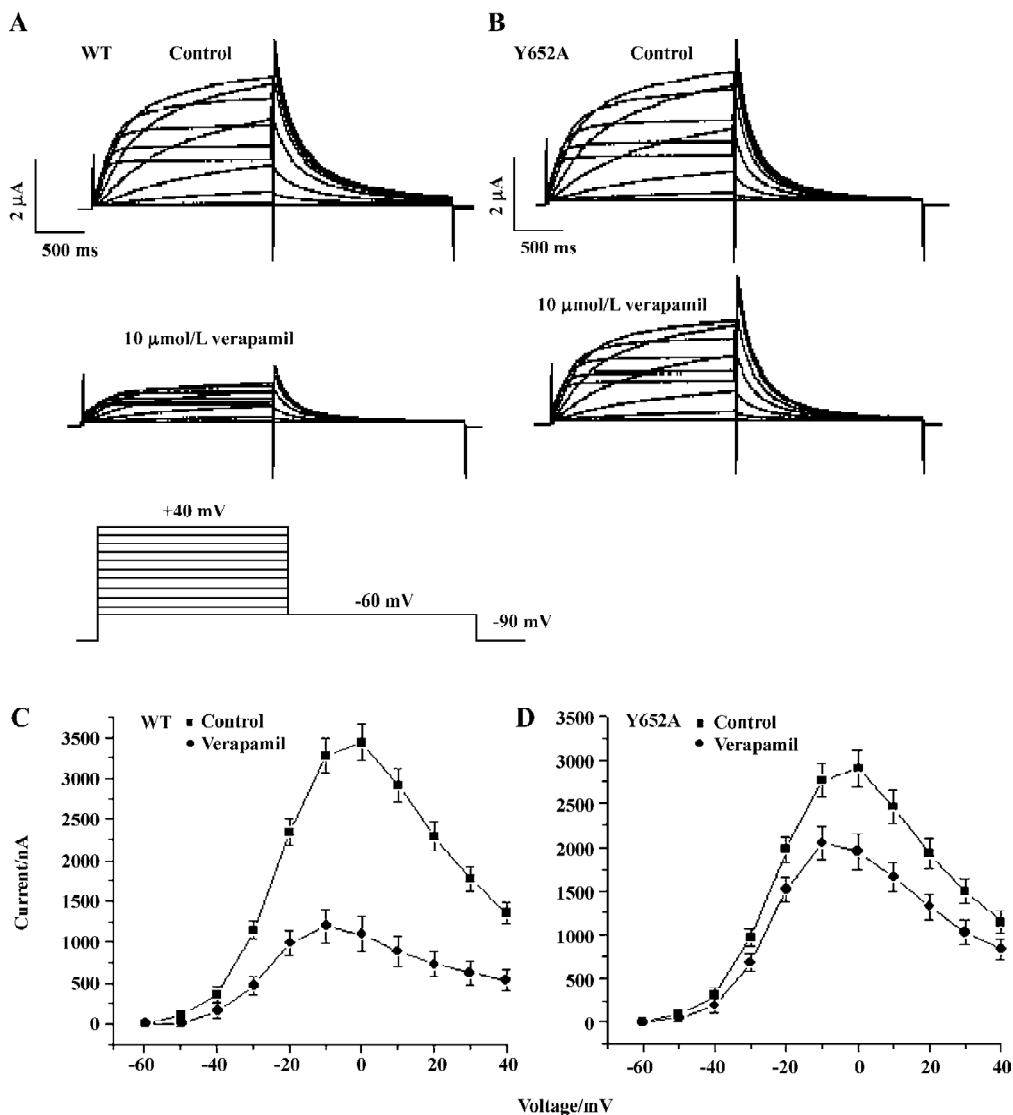 A
WT
Control
2 μA
500 ms
10 μmol/L verapamil
+40 mV
-60 mV
-90 mV
B
Y652A
Control
2 μA
500 ms
10 μmol/L verapamil
C
WT
Control
Verapamil
Current/nA
3500
3000
2500
2000
1500
1000
500
0
-60
-40
-20
0
20
40
D
Y652A
Control
Verapamil
3500
3000
2500
2000
1500
1000
500
0
-60
-40
-20
0
20
40
Voltage/mV